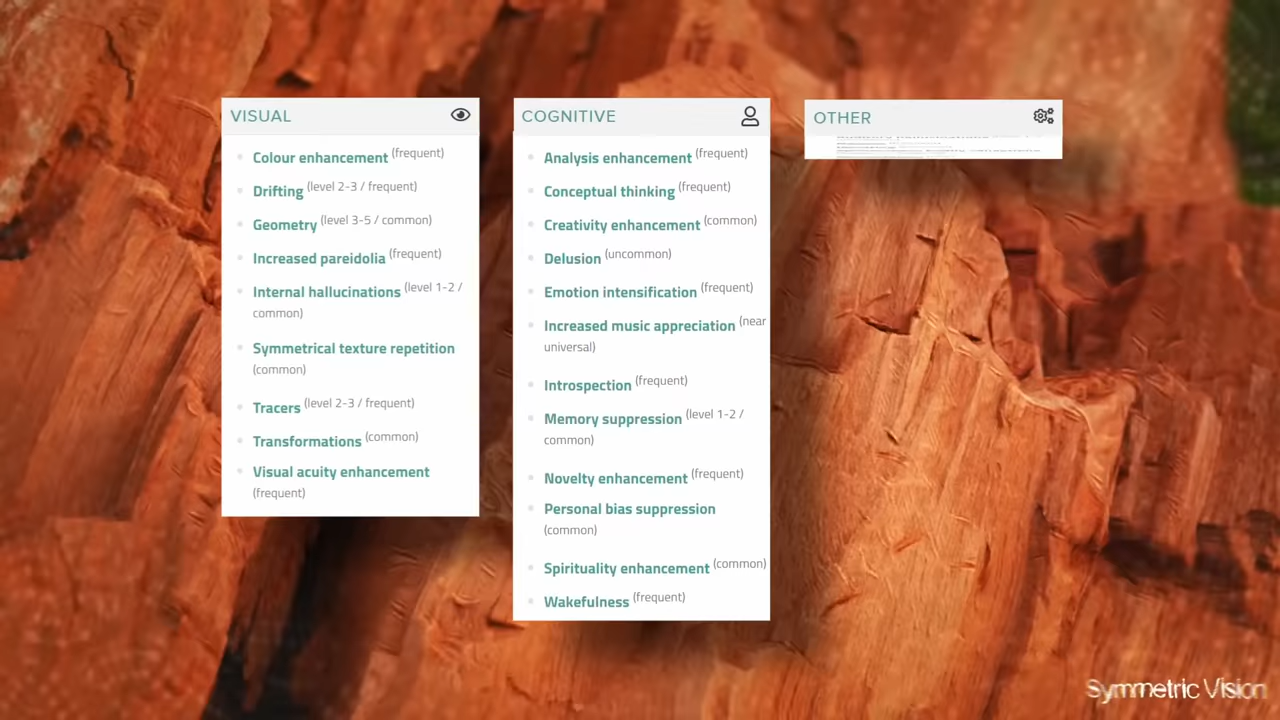 VISUAL
Colour enhancement (frequent)
Drifting (level 2-3 / frequent)
Geometry (level 3-5 / common)
Increased pareidolia (frequent)
Internal hallucinations (level 1-2 /
common)
Symmetrical texture repetition
(common)
Tracers (level 2-3 / frequent)
Transformations (common)
Visual acuity enhancement
(frequent)
COGNITIVE
Analysis enhancement (frequent)
Conceptual thinking (frequent)
Creativity enhancement (common)
Delusion (uncommon)
Emotion intensification (frequent)
Increased music appreciation (near
universal)
Introspection (frequent)
Memory suppression (level 1-2 /
common)
Novelty enhancement (frequent)
Personal bias suppression
(common)
Spirituality enhancement (common)
Wakefulness (frequent)
OTHER
Symmetric Vision